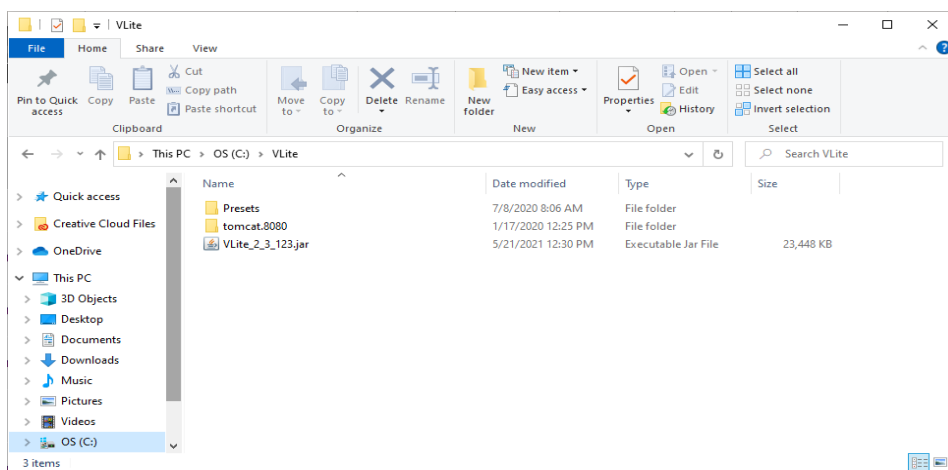 VLite
File Home Share View
Pin to Quick access
Copy
Paste
Cut
Copy path
Paste shortcut
Clipboard
Move to
Copy to
Delete
Rename
Organize
New folder
New item
Easy access
New
Properties
Open
Edit
History
Open
Select all
Select none
Invert selection
Select
This PC > OS (C:) > VLite
Search VLite
Quick access
Creative Cloud Files
OneDrive
This PC
3D Objects
Desktop
Documents
Downloads
Music
Pictures
Videos
OS (C:)
Name Date modified Type Size
Presets 7/8/2020 8:06 AM File folder
tomcat.8080 1/17/2020 12:25 PM File folder
VLite_2_3_123.jar 5/21/2021 12:30 PM Executable Jar File 23,448 KB
3 items